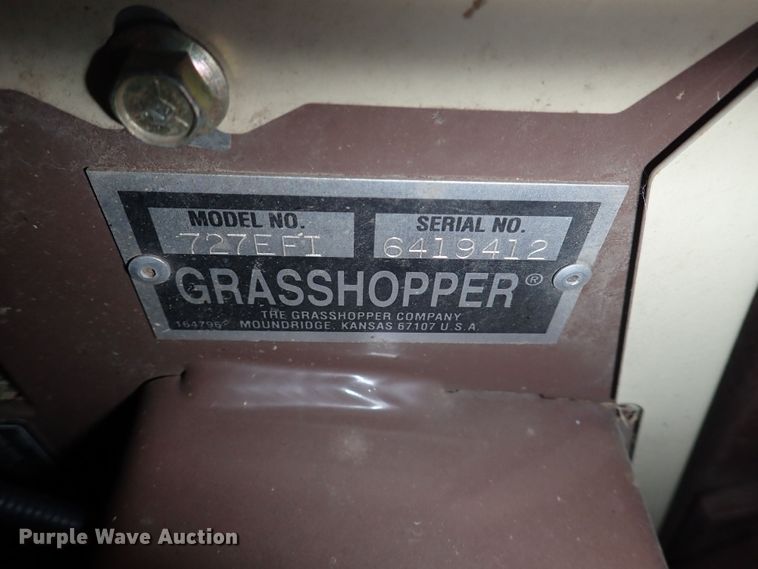 MODEL NO. SERIAL NO.
727EFI 6419412
GRASSHOPPER®
THE GRASSHOPPER COMPANY
MOUNDRIDGE, KANSAS 67107 U.S.A.
Purple Wave Auction